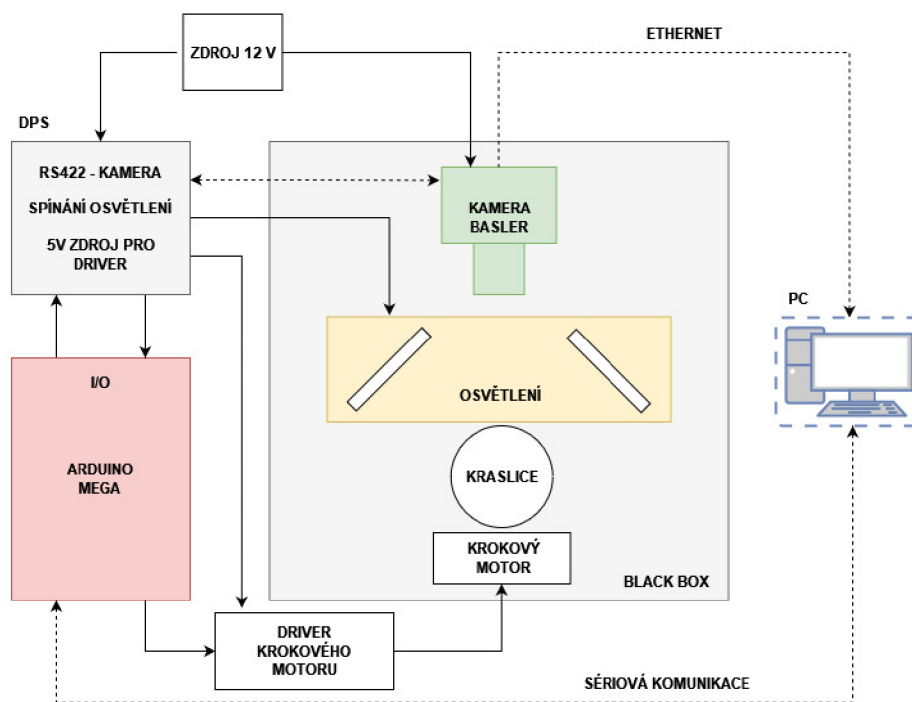 ETHERNET
ZDROJ 12 V
DPS
RS422 - KAMERA
SPÍNÁNÍ OSVĚTLENÍ
5V ZDROJ PRO
DRIVER
KAMERA
BASLER
PC
I/O
OSVĚTLENÍ
ARDUINO
MEGA
KRASLICE
KROKOVÝ
MOTOR
BLACK BOX
DRIVER
KROKOVÉHO
MOTORU
SÉRIOVÁ KOMUNIKACE